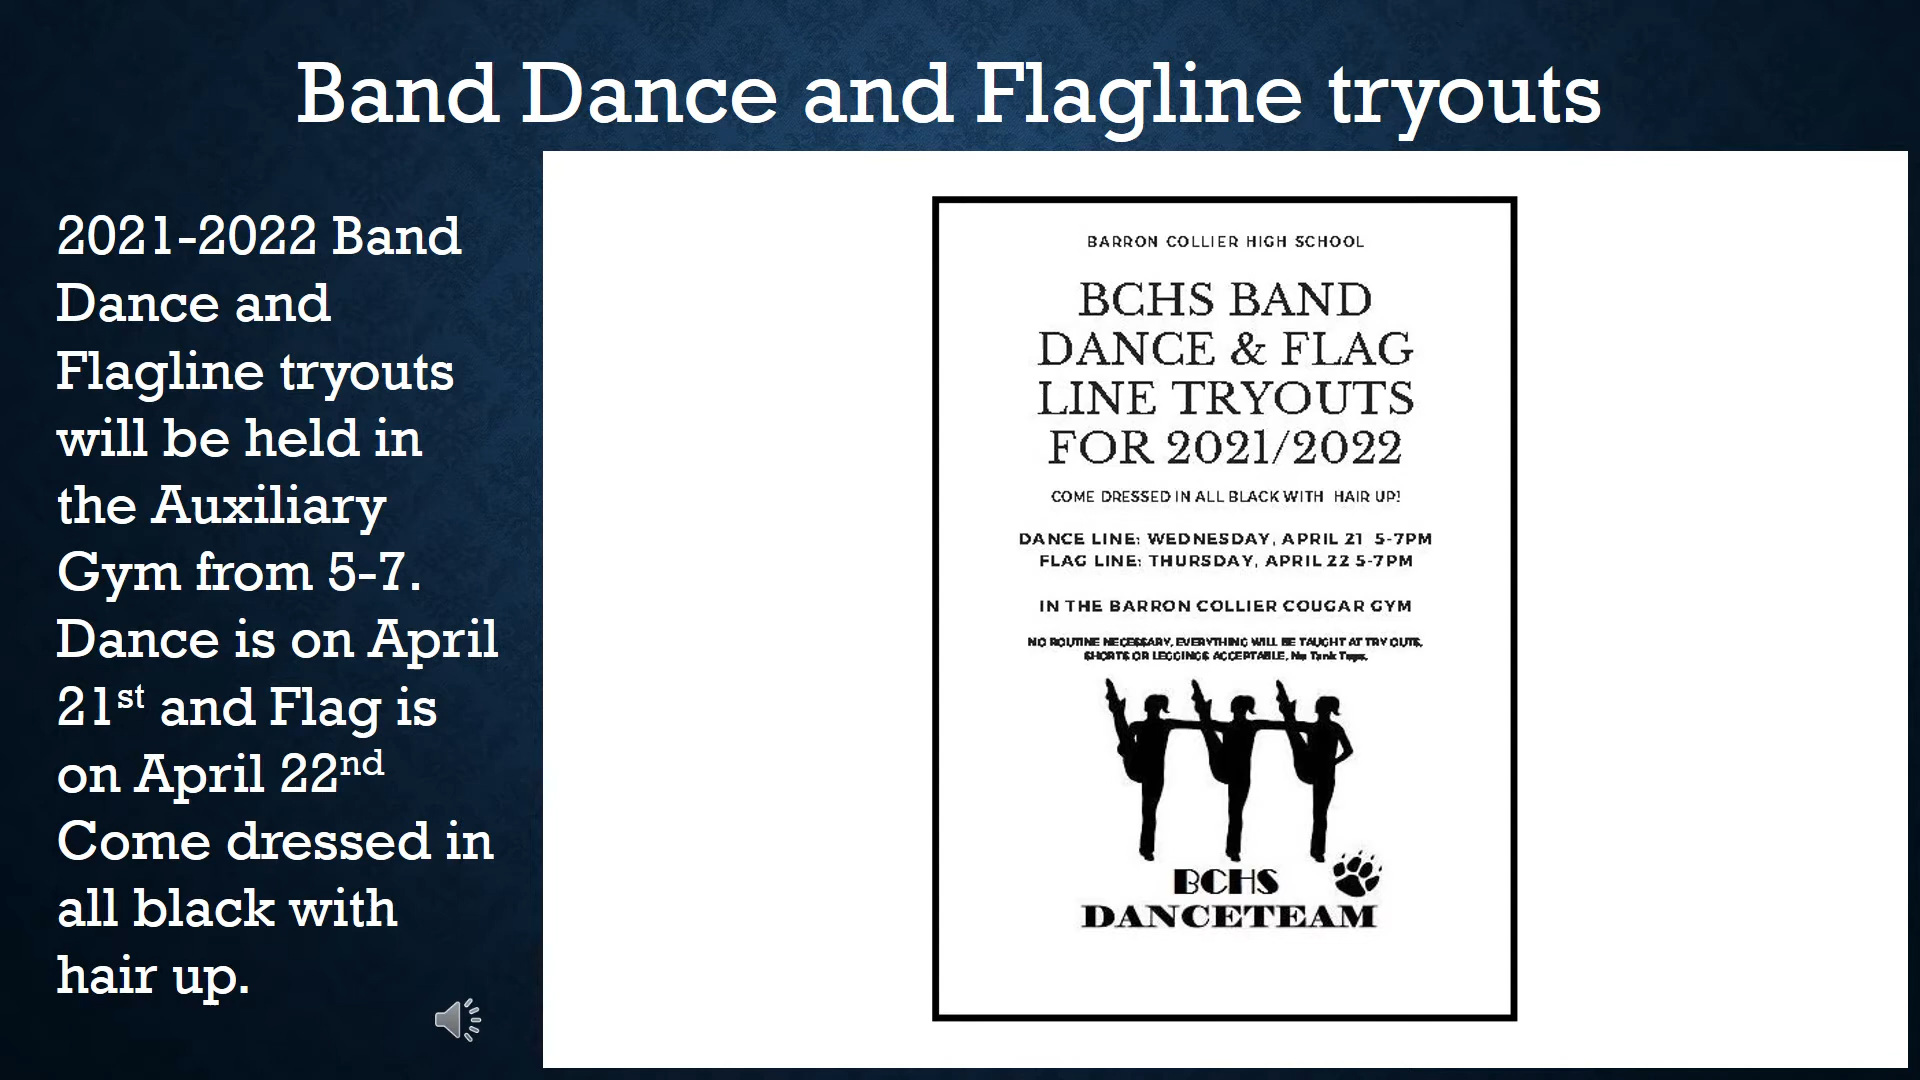 Band Dance and Flagline tryouts
2021-2022 Band
Dance and
Flagline tryouts
will be held in
the Auxiliary
Gym from 5-7.
Dance is on April
21st and Flag is
on April 22nd
Come dressed in
all black with
hair up.
BARRON COLLIER HIGH SCHOOL
BCHS BAND
DANCE & FLAG
LINE TRYOUTS
FOR 2021/2022
COME DRESSED IN ALL BLACK WITH HAIR UP!
DANCE LINE: WEDNESDAY, APRIL 21 5-7PM
FLAG LINE: THURSDAY, APRIL 22 5-7PM
IN THE BARRON COLLIER COUGAR GYM
NO ROUTINE NECESSARY, EVERYTHING WILL BE TAUGHT AT TRY OUTS.
SHORTS OR LEGGINGS ACCEPTABLE, No Tank Tops.
BCHS
DANCETEAM